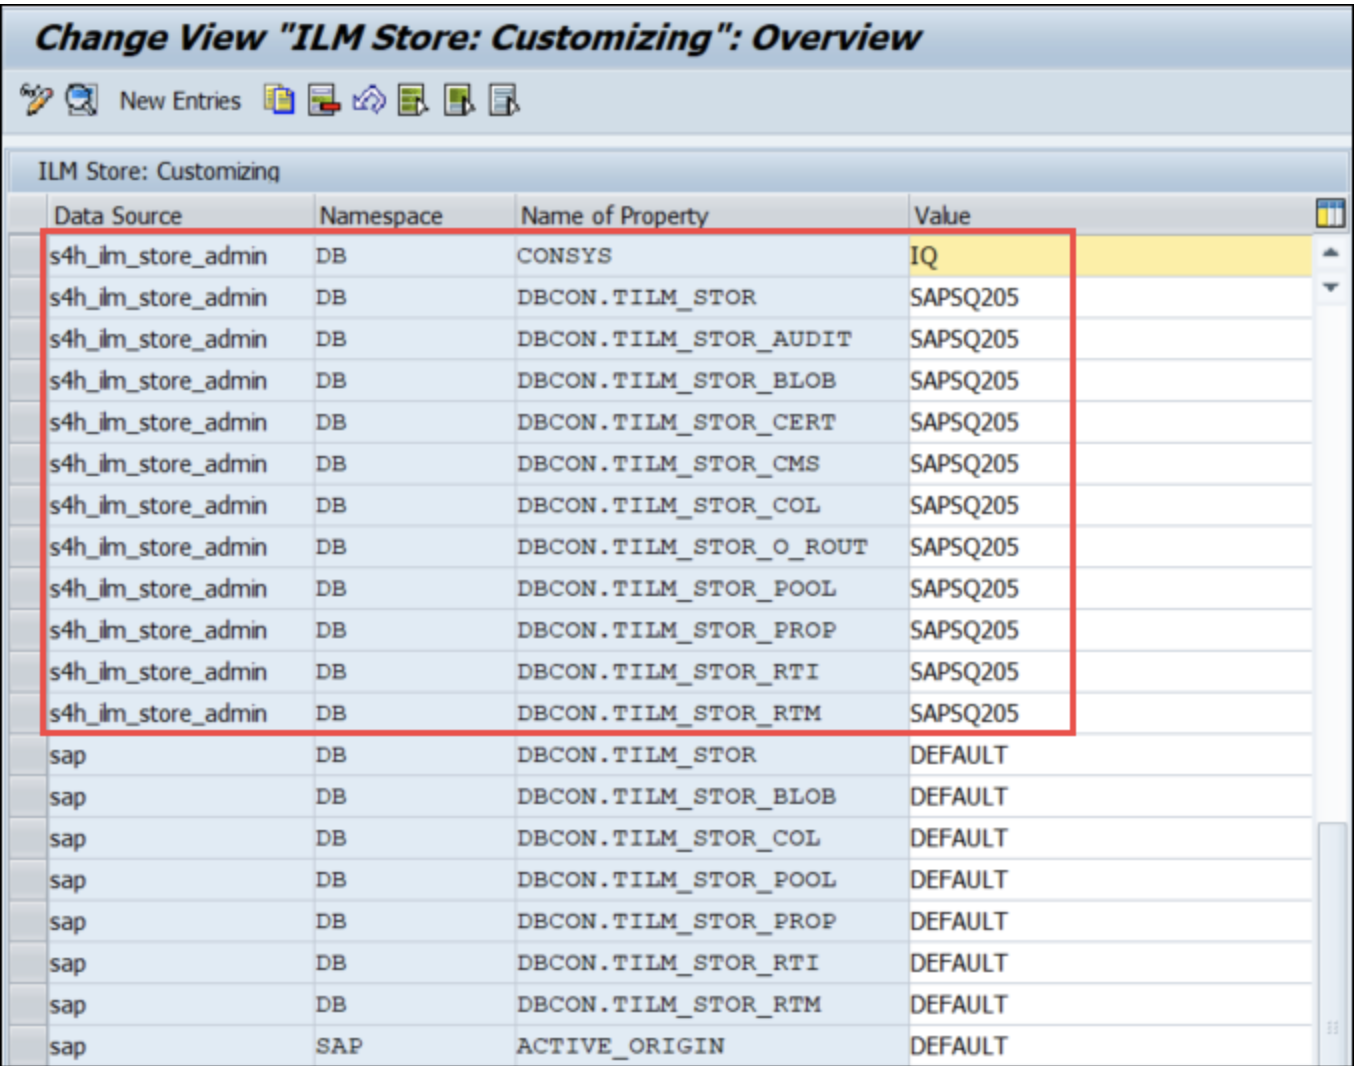 Change View "ILM Store: Customizing": Overview
New Entries
ILM Store: Customizing
Data Source Namespace Name of Property Value
s4h_ilm_store_admin DB CONSYS IQ
s4h_ilm_store_admin DB DBCON.TILM_STOR SAPSQ205
s4h_ilm_store_admin DB DBCON.TILM_STOR_AUDIT SAPSQ205
s4h_ilm_store_admin DB DBCON.TILM_STOR_BLOB SAPSQ205
s4h_ilm_store_admin DB DBCON.TILM_STOR_CERT SAPSQ205
s4h_ilm_store_admin DB DBCON.TILM_STOR_CMS SAPSQ205
s4h_ilm_store_admin DB DBCON.TILM_STOR_COL SAPSQ205
s4h_ilm_store_admin DB DBCON.TILM_STOR_O_ROUT SAPSQ205
s4h_ilm_store_admin DB DBCON.TILM_STOR_POOL SAPSQ205
s4h_ilm_store_admin DB DBCON.TILM_STOR_PROP SAPSQ205
s4h_ilm_store_admin DB DBCON.TILM_STOR_RTI SAPSQ205
s4h_ilm_store_admin DB DBCON.TILM_STOR_RTM SAPSQ205
sap DB DBCON.TILM_STOR DEFAULT
sap DB DBCON.TILM_STOR_BLOB DEFAULT
sap DB DBCON.TILM_STOR_COL DEFAULT
sap DB DBCON.TILM_STOR_POOL DEFAULT
sap DB DBCON.TILM_STOR_PROP DEFAULT
sap DB DBCON.TILM_STOR_RTI DEFAULT
sap DB DBCON.TILM_STOR_RTM DEFAULT
sap SAP ACTIVE_ORIGIN DEFAULT